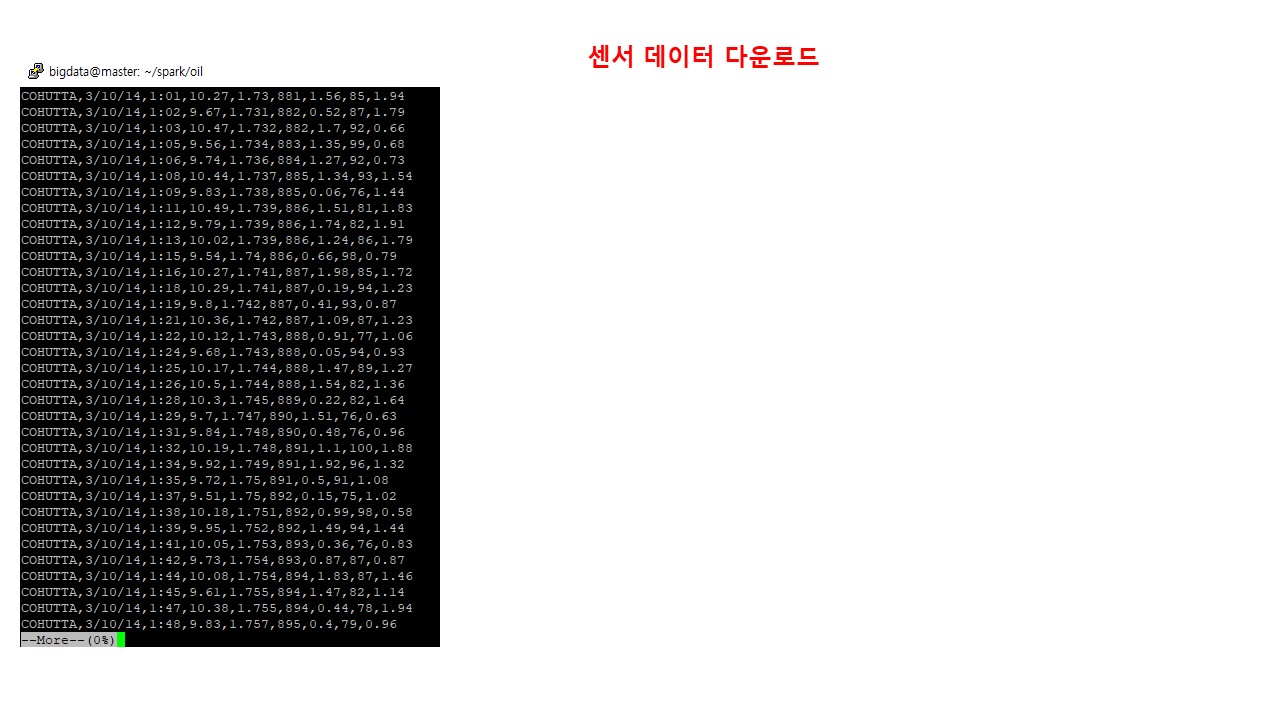 센서 데이터 다운로드
bigdata@master: ~/spark/oil
COHUTTA,3/10/14,1:01,10.27,1.73,881,1.56,85,1.94
COHUTTA,3/10/14,1:02,9.67,1.731,882,0.52,87,1.79
COHUTTA,3/10/14,1:03,10.47,1.732,882,1.7,92,0.66
COHUTTA,3/10/14,1:05,9.56,1.734,883,1.35,99,0.68
COHUTTA,3/10/14,1:06,9.74,1.736,884,1.27,92,0.73
COHUTTA,3/10/14,1:08,10.44,1.737,885,1.34,93,1.54
COHUTTA,3/10/14,1:09,9.83,1.738,885,0.06,76,1.44
COHUTTA,3/10/14,1:11,10.49,1.739,886,1.51,81,1.83
COHUTTA,3/10/14,1:12,9.79,1.739,886,1.74,82,1.91
COHUTTA,3/10/14,1:13,10.02,1.739,886,1.24,86,1.79
COHUTTA,3/10/14,1:15,9.54,1.74,886,0.66,98,0.79
COHUTTA,3/10/14,1:16,10.27,1.741,887,1.98,85,1.72
COHUTTA,3/10/14,1:18,10.29,1.741,887,0.19,94,1.23
COHUTTA,3/10/14,1:19,9.8,1.742,887,0.41,93,0.87
COHUTTA,3/10/14,1:21,10.36,1.742,887,1.09,87,1.23
COHUTTA,3/10/14,1:22,10.12,1.743,888,0.91,77,1.06
COHUTTA,3/10/14,1:24,9.68,1.743,888,0.05,94,0.93
COHUTTA,3/10/14,1:25,10.17,1.744,888,1.47,89,1.27
COHUTTA,3/10/14,1:26,10.5,1.744,888,1.54,82,1.36
COHUTTA,3/10/14,1:28,10.3,1.745,889,0.22,82,1.64
COHUTTA,3/10/14,1:29,9.7,1.747,890,1.51,76,0.63
COHUTTA,3/10/14,1:31,9.84,1.748,890,0.48,76,0.96
COHUTTA,3/10/14,1:32,10.19,1.748,891,1.1,100,1.88
COHUTTA,3/10/14,1:34,9.92,1.749,891,1.92,96,1.32
COHUTTA,3/10/14,1:35,9.72,1.75,891,0.5,91,1.08
COHUTTA,3/10/14,1:37,9.51,1.75,892,0.15,75,1.02
COHUTTA,3/10/14,1:38,10.18,1.751,892,0.99,98,0.58
COHUTTA,3/10/14,1:39,9.95,1.752,892,1.49,94,1.44
COHUTTA,3/10/14,1:41,10.05,1.753,893,0.36,76,0.83
COHUTTA,3/10/14,1:42,9.73,1.754,893,0.87,87,0.87
COHUTTA,3/10/14,1:44,10.08,1.754,894,1.83,87,1.46
COHUTTA,3/10/14,1:45,9.61,1.755,894,1.47,82,1.14
COHUTTA,3/10/14,1:47,10.38,1.755,894,0.44,78,1.94
COHUTTA,3/10/14,1:48,9.83,1.757,895,0.4,79,0.96
--More--(0%)